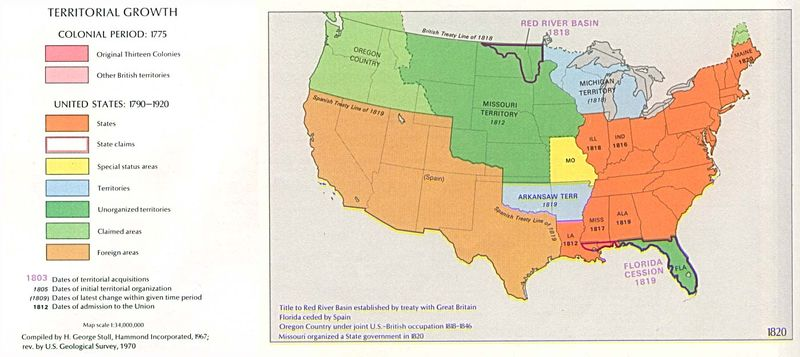 TERRITORIAL GROWTH
COLONIAL PERIOD: 1775
Original Thirteen Colonies
Other British territories
UNITED STATES: 1790—1920
States
State claims
Special status areas
Territories
Unorganized territories
Claimed areas
Foreign areas
1803 Dates of territorial acquisitions
1805 Dates of initial territorial organization
(1809) Dates of latest change within given time period
1812 Dates of admission to the Union
Map scale 1:34,000,000
Compiled by H. George Stoll, Hammond Incorporated, 1967;
rev. by U.S. Geological Survey, 1970
RED RIVER BASIN
1818
British Treaty Line of 1818
OREGON
COUNTRY
MAINE
1820
MICHIGAN
TERRITORY
(1818)
Spanish Treaty Line of 1819
MISSOURI
TERRITORY
1812
ILL
1818
IND
1816
MO
(Spain)
ARKANSAW TERR
1819
Spanish Treaty Line of 1819
MISS
1817
ALA
1819
LA
1812
FLORIDA
CESSION
1819
FLA
Title to Red River Basin established by treaty with Great Britain
Florida ceded by Spain
Oregon Country under joint U.S.-British occupation 1818-1846
Missouri organized a State government in 1820
1820